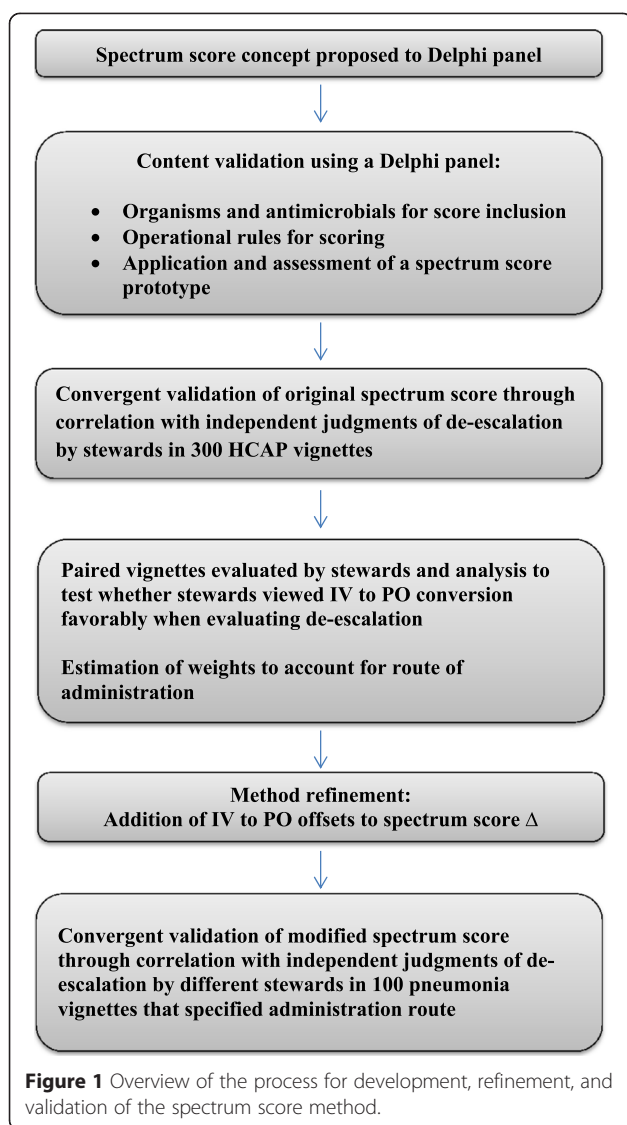 Spectrum score concept proposed to Delphi panel
Content validation using a Delphi panel:
• Organisms and antimicrobials for score inclusion
• Operational rules for scoring
• Application and assessment of a spectrum score
prototype
Convergent validation of original spectrum score through
correlation with independent judgments of de-escalation
by stewards in 300 HCAP vignettes
Paired vignettes evaluated by stewards and analysis to
test whether stewards viewed IV to PO conversion
favorably when evaluating de-escalation
Estimation of weights to account for route of
administration
Method refinement:
Addition of IV to PO offsets to spectrum score Δ
Convergent validation of modified spectrum score
through correlation with independent judgments of de-
escalation by different stewards in 100 pneumonia
vignettes that specified administration route
Figure 1 Overview of the process for development, refinement, and
validation of the spectrum score method.